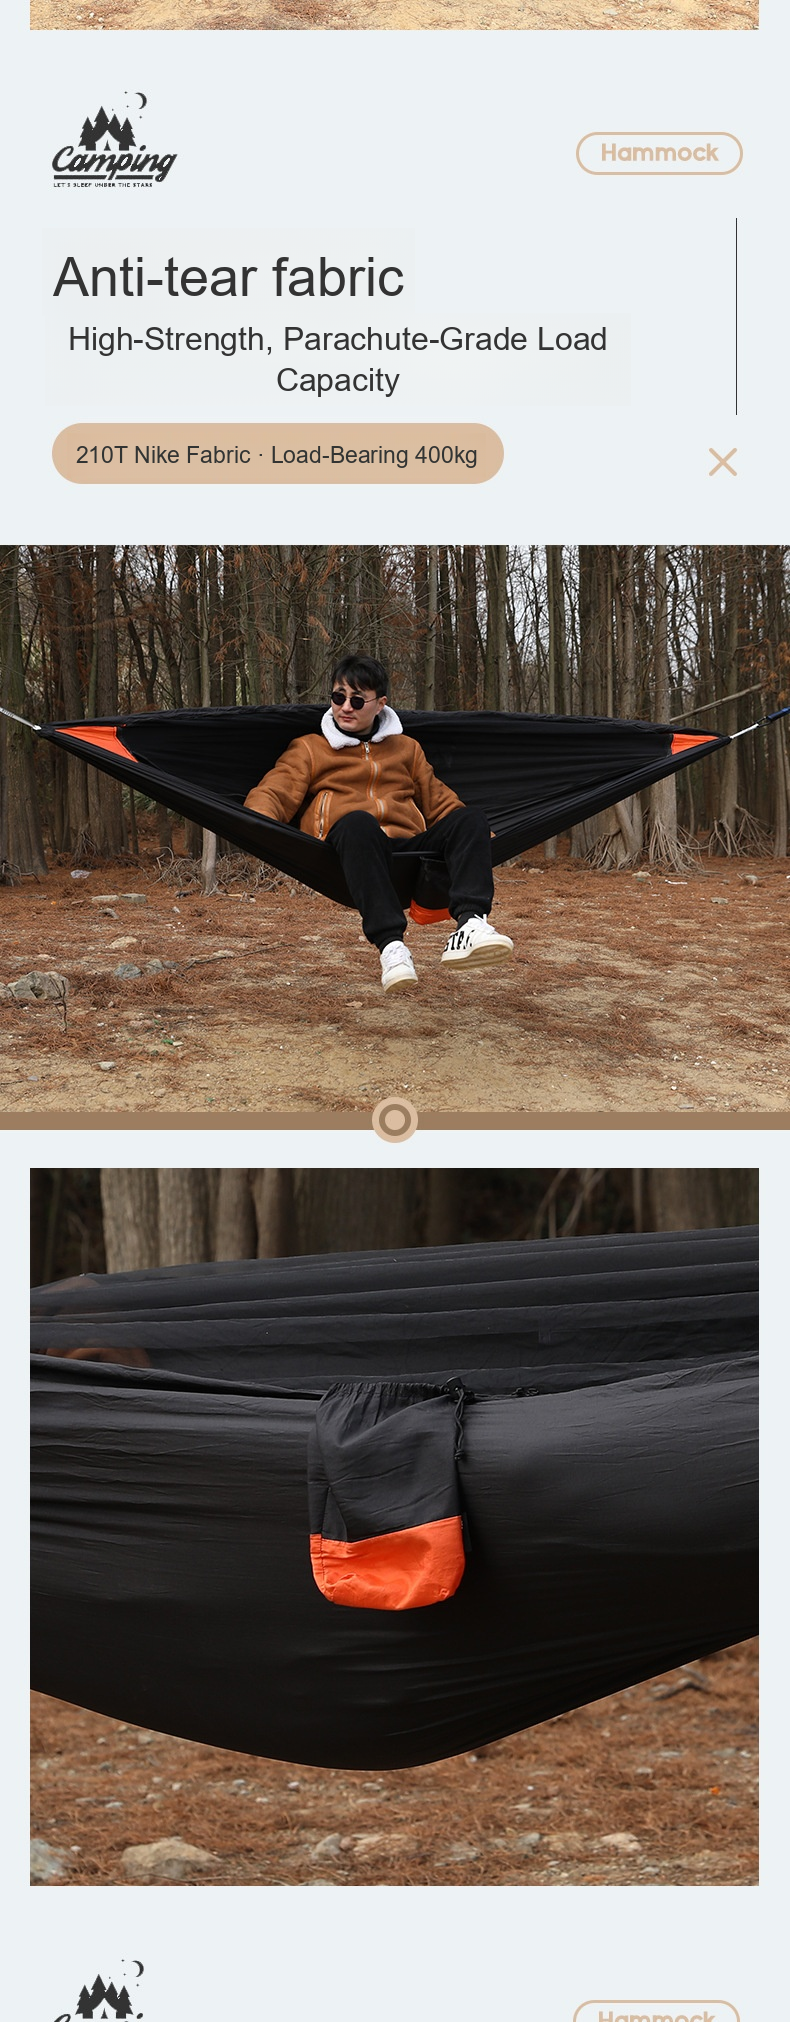 Camping
LET'S SLEEP UNDER THE STARS
Hammock
Anti-tear fabric
High-Strength, Parachute-Grade Load
Capacity
210T Nike Fabric · Load-Bearing 400kg
Hammock